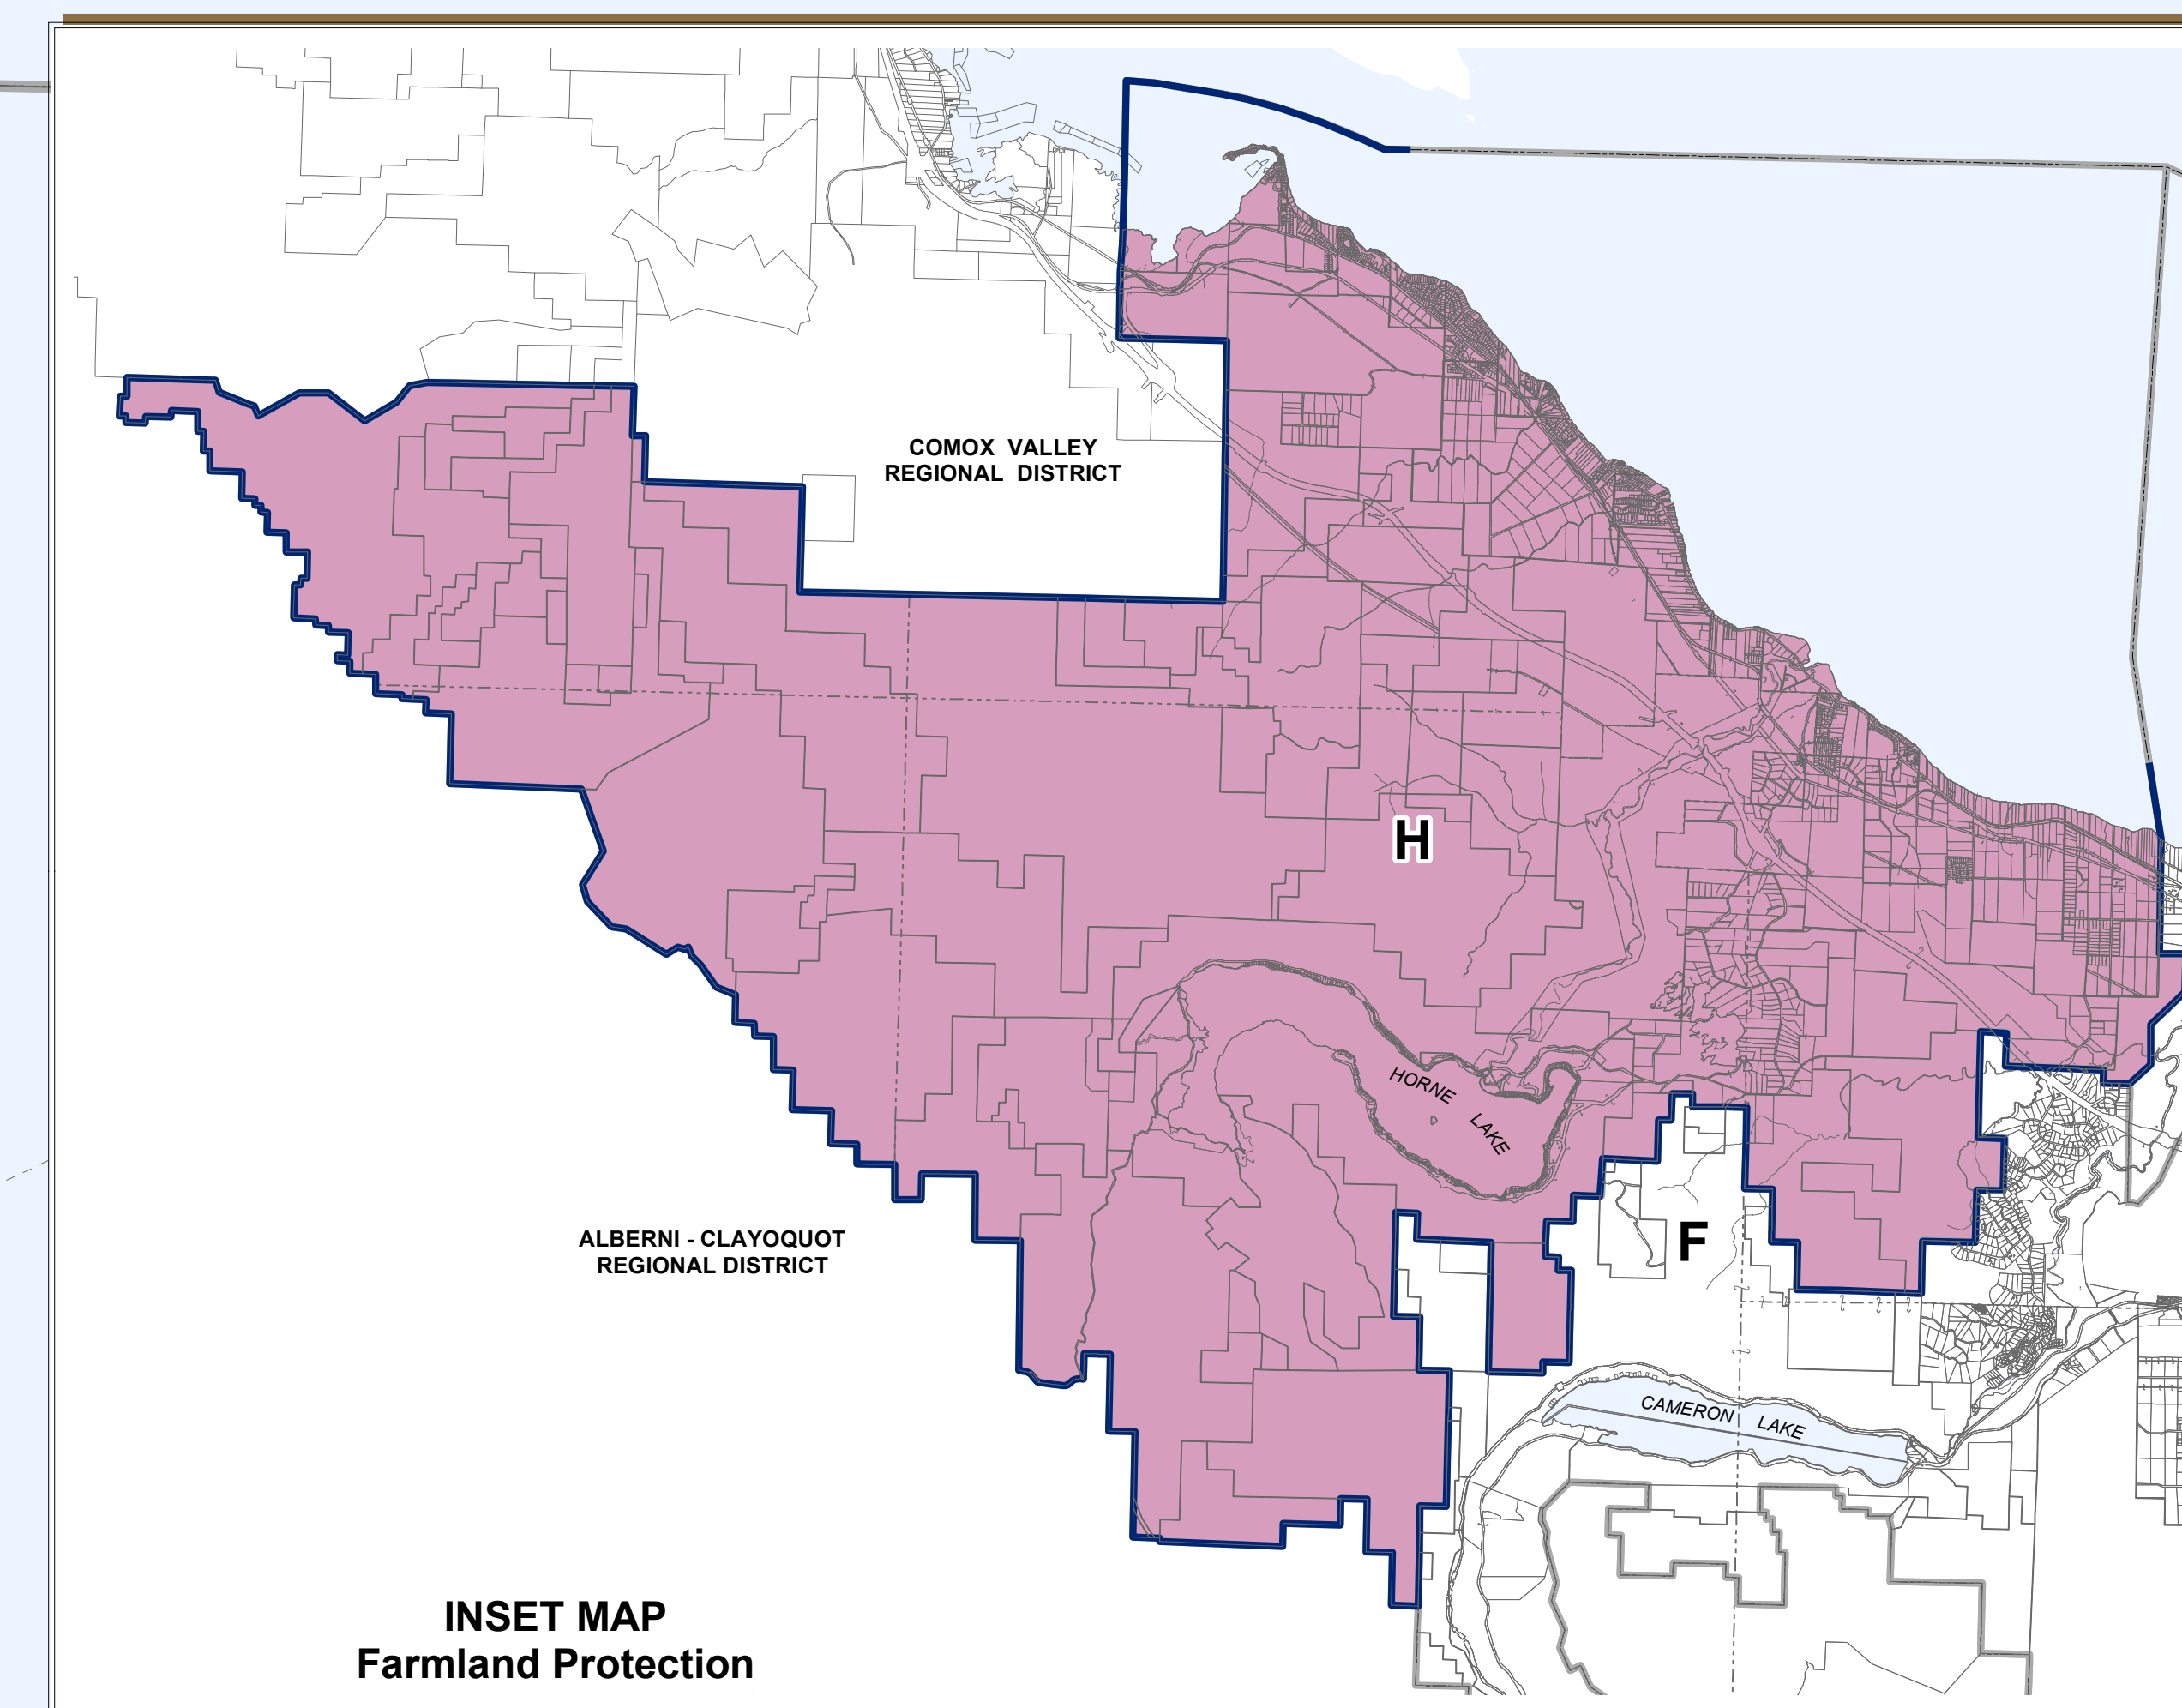 COMOX VALLEY
REGIONAL DISTRICT
H
HORNE
LAKE
ALBERNI - CLAYOQUOT
REGIONAL DISTRICT
F
CAMERON LAKE
INSET MAP
Farmland Protection